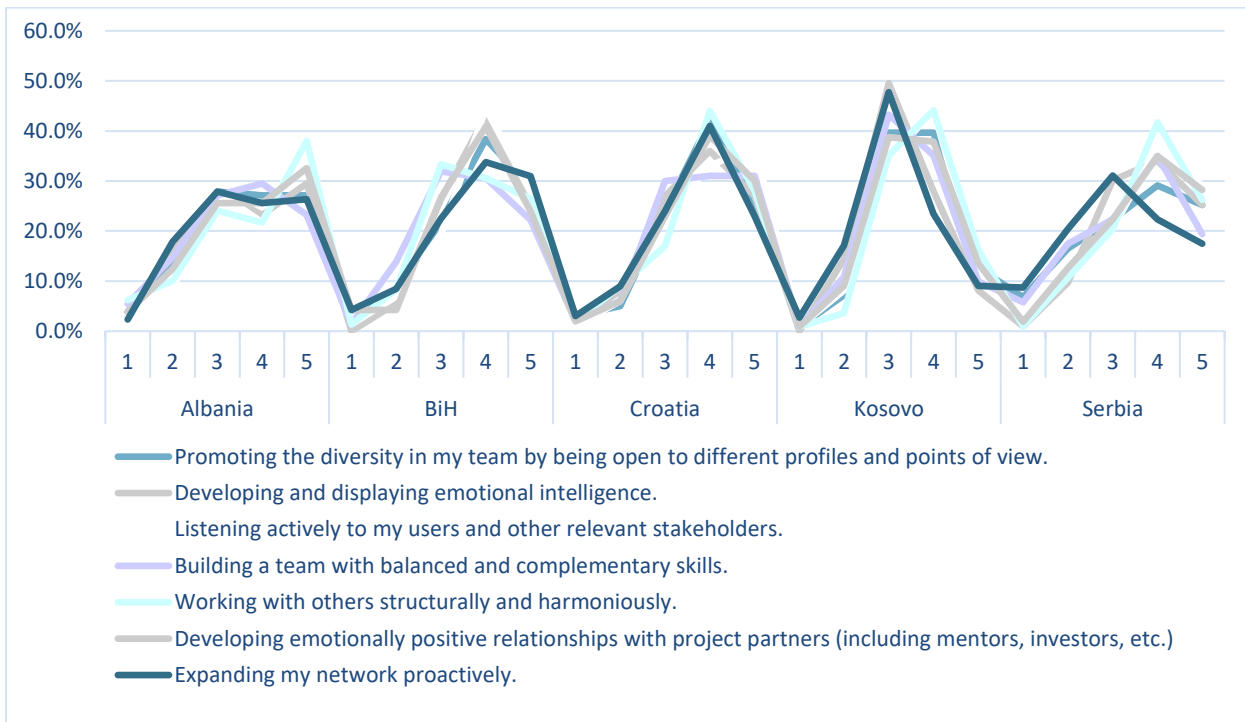 60.0%
50.0%
40.0%
30.0%
20.0%
10.0%
0.0%
1 2 3 4 5 1 2 3 4 5 1 2 3 4 5 1 2 3 4 5 1 2 3 4 5
Albania BiH Croatia Kosovo Serbia
Promoting the diversity in my team by being open to different profiles and points of view.
Developing and displaying emotional intelligence.
Listening actively to my users and other relevant stakeholders.
Building a team with balanced and complementary skills.
Working with others structurally and harmoniously.
Developing emotionally positive relationships with project partners (including mentors, investors, etc.)
Expanding my network proactively.